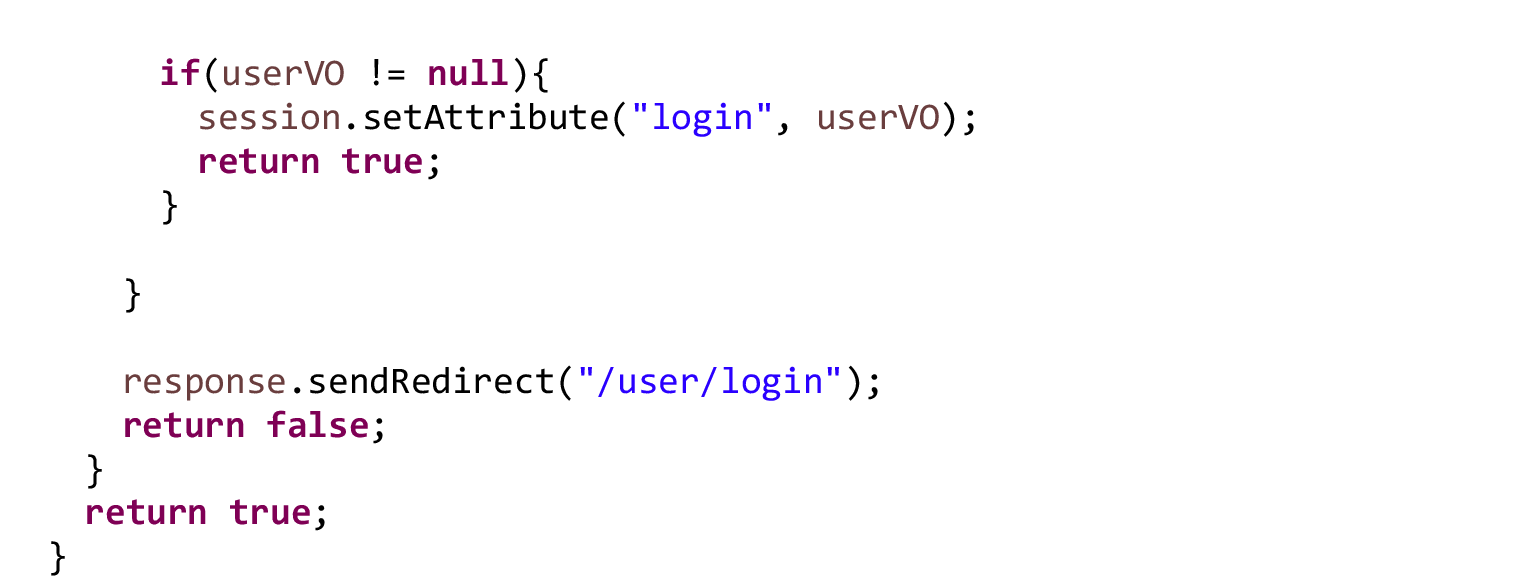 if(userVO != null){
session.setAttribute("login", userVO);
return true;
}
}
response.sendRedirect("/user/login");
return false;
}
return true;
}